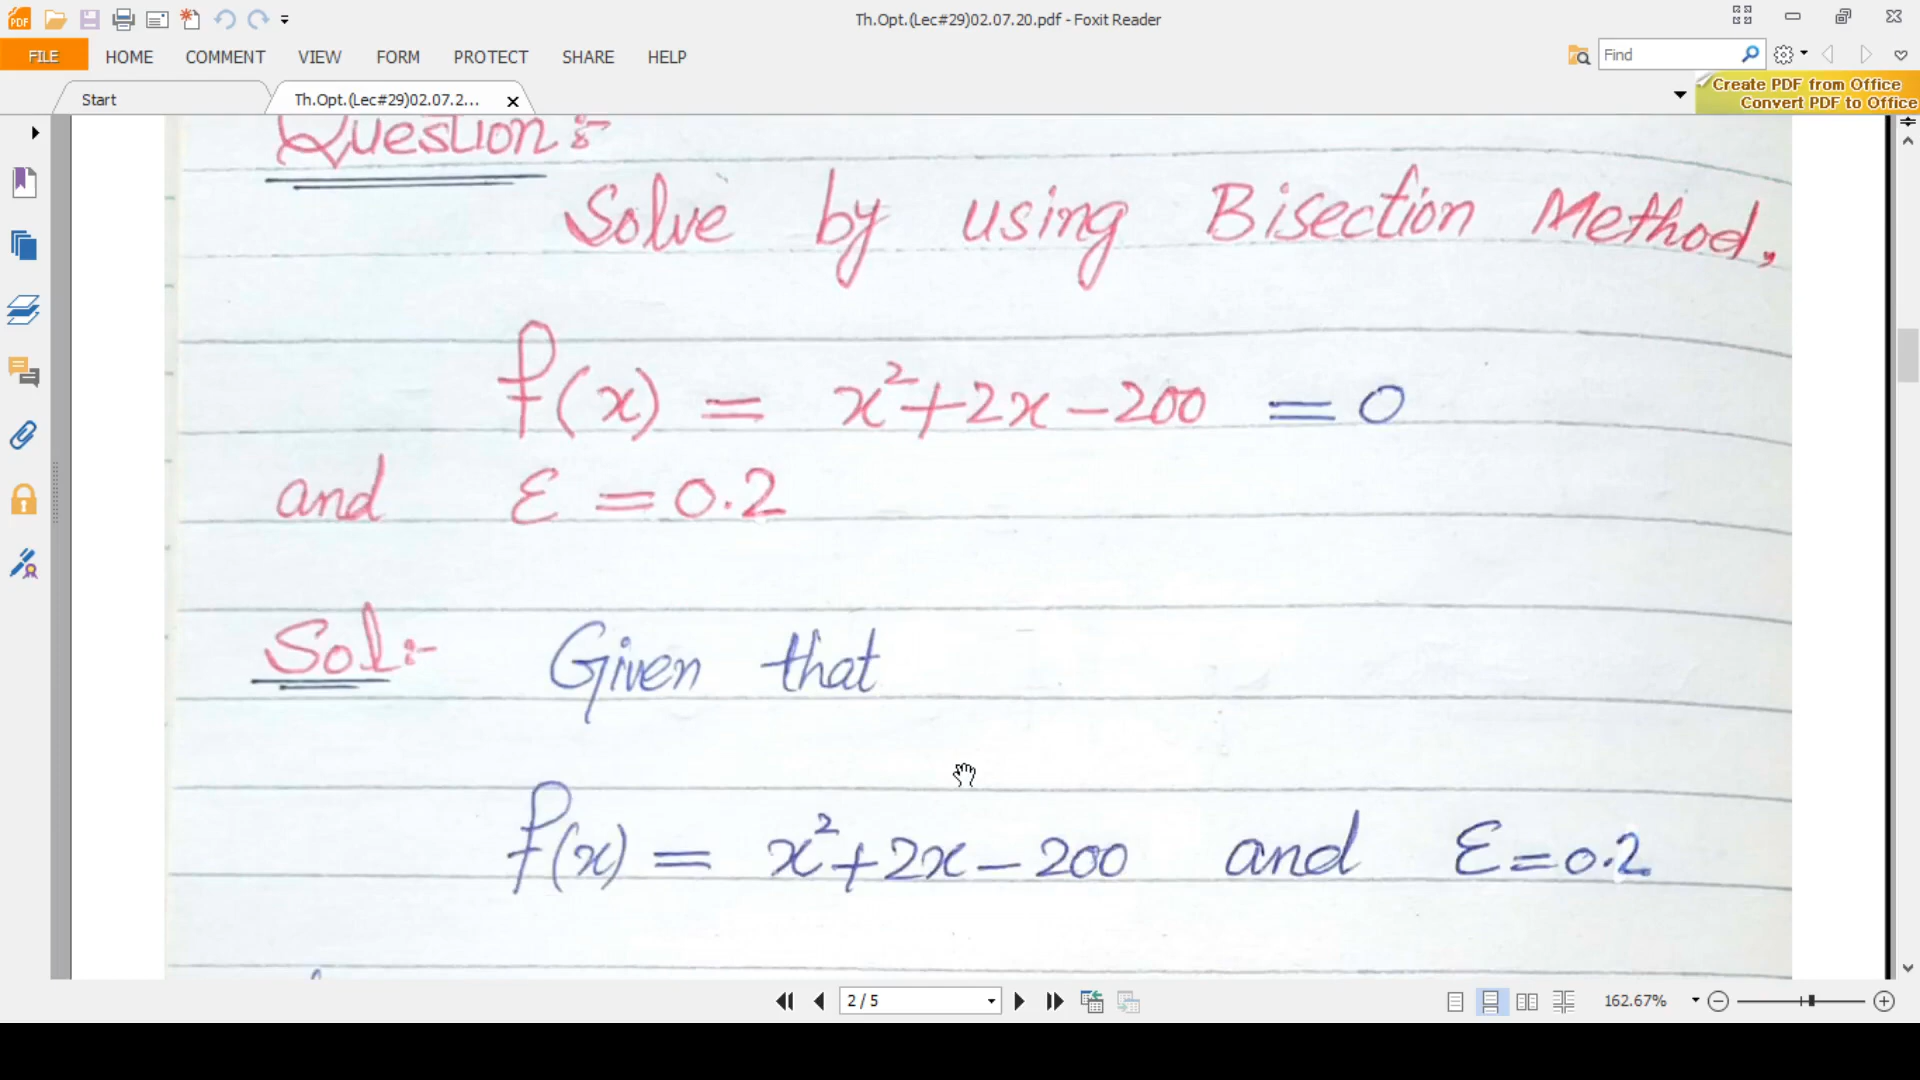 Th.Opt.(Lec#29)02.07.20.pdf - Foxit Reader
FILE HOME COMMENT VIEW FORM PROTECT SHARE HELP
Find
Start
Th.Opt.(Lec#29)02.07.2...
Create PDF from Office
Convert PDF to Office
Question:-
Solve by using Bisection Method,
f(x) = x²+2x-200 = 0
and ε = 0.2
Sol:- Given that
f(x) = x²+2x-200 and ε=0.2
2 / 5
162.67%